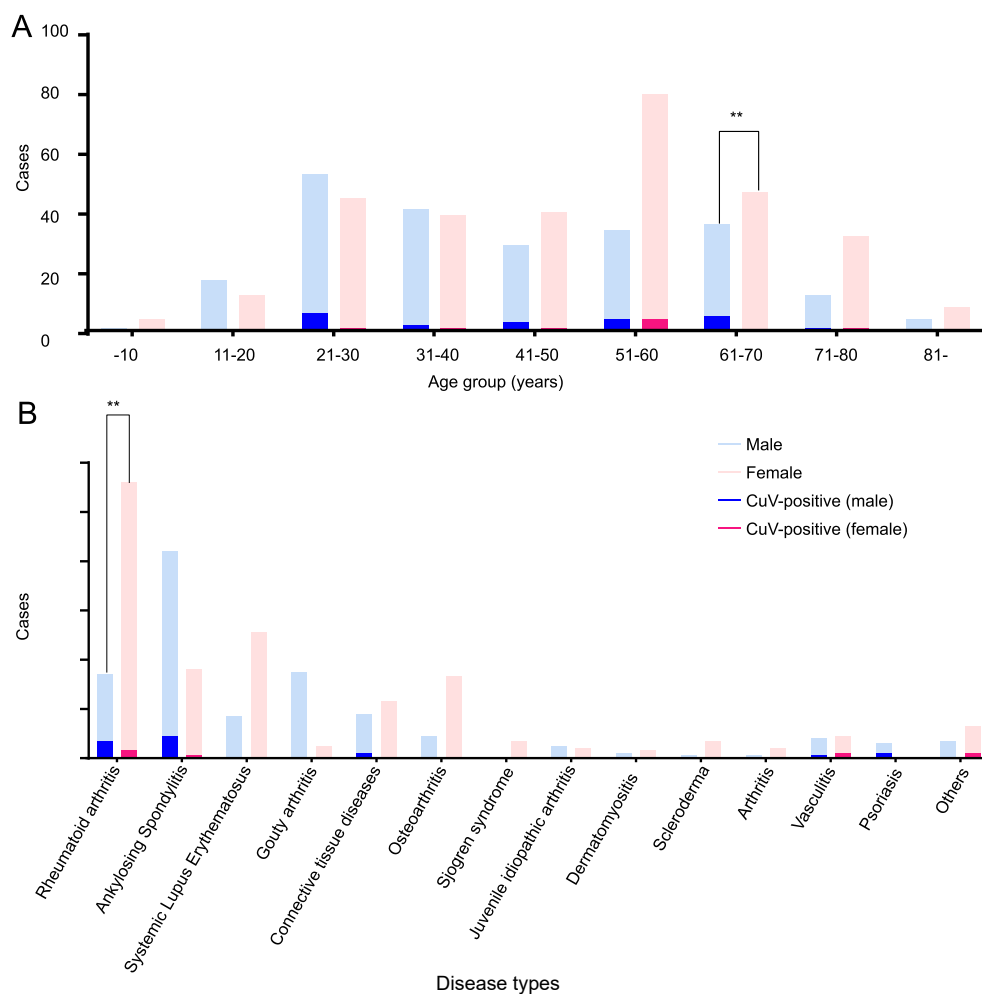 A
100
80
60
40
20
0
Cases
**
-10 11-20 21-30 31-40 41-50 51-60 61-70 71-80 81-
Age group (years)
B
**
Male
Female
CuV-positive (male)
CuV-positive (female)
Cases
Rheumatoid arthritis
Ankylosing Spondylitis
Systemic Lupus Erythematosus
Gouty arthritis
Connective tissue diseases
Osteoarthritis
Sjogren syndrome
Juvenile idiopathic arthritis
Dermatomyositis
Scleroderma
Arthritis
Vasculitis
Psoriasis
Others
Disease types